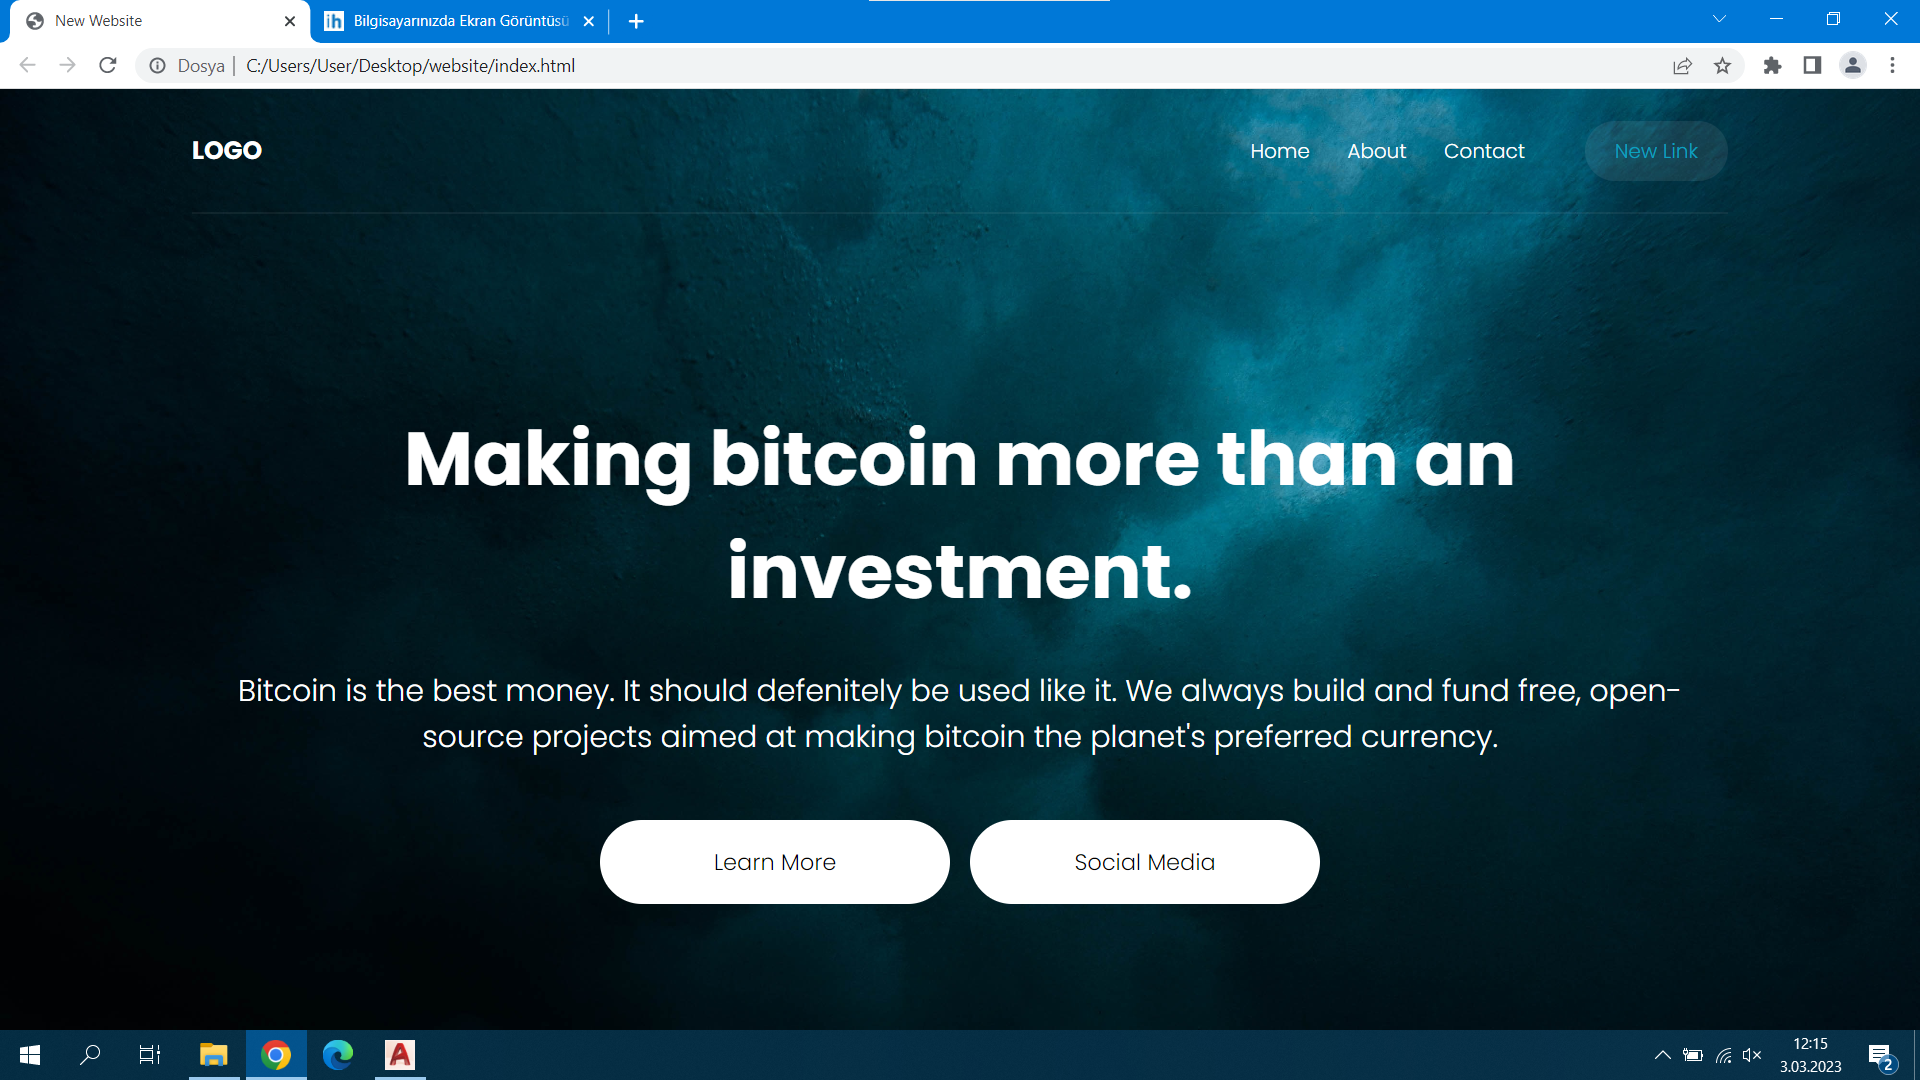 New Website
Bilgisayarınızda Ekran Görüntüsü
Dosya | C:/Users/User/Desktop/website/index.html
LOGO
Home About Contact New Link
Making bitcoin more than an
investment.
Bitcoin is the best money. It should defenitely be used like it. We always build and fund free, open-
source projects aimed at making bitcoin the planet's preferred currency.
Learn More Social Media
12:15
3.03.2023
2